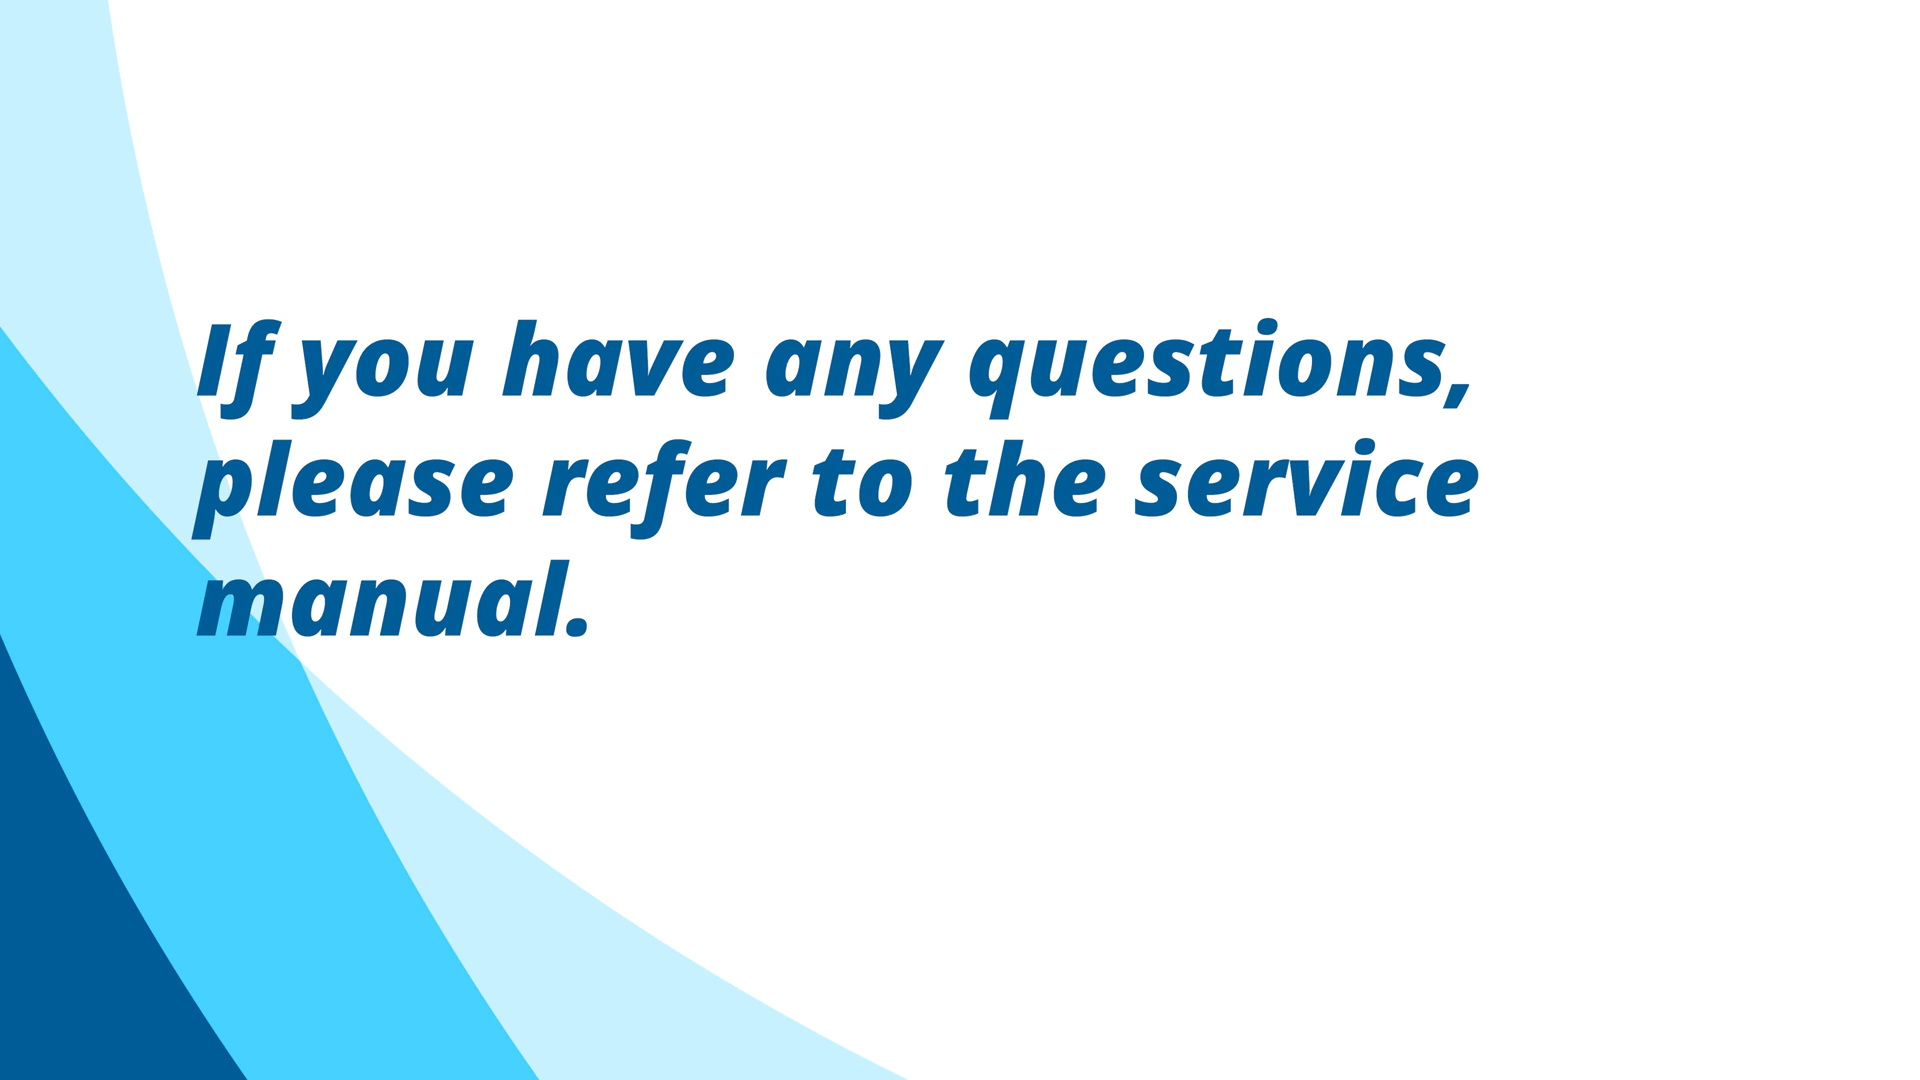 If you have any questions,
please refer to the service
manual.